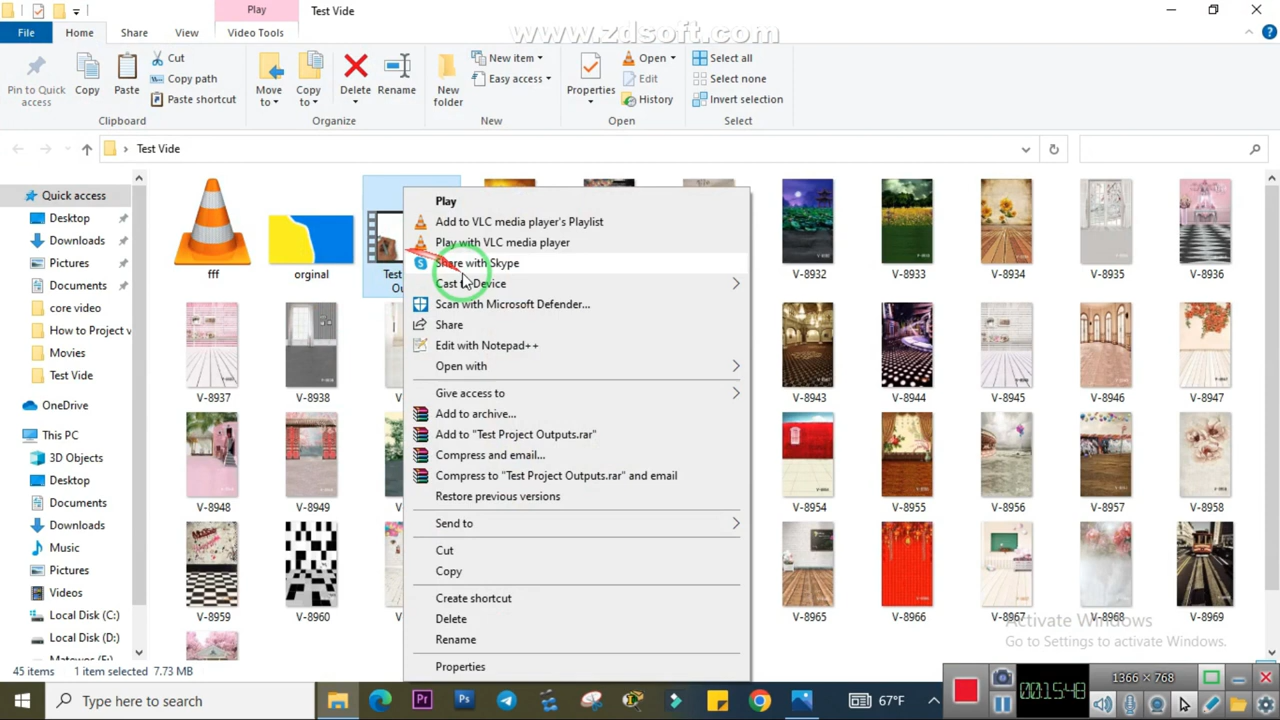 Play
Test Vide
www.zdsoft.com
File
Home
Share
View
Video Tools
Pin to Quick access
Copy
Paste
Cut
Copy path
Paste shortcut
Move to
Copy to
Delete
Rename
New folder
New item
Easy access
Properties
Open
Edit
History
Select all
Select none
Invert selection
Clipboard
Organize
New
Open
Select
Test Vide
Quick access
Desktop
Downloads
Pictures
Documents
core video
How to Project v
Movies
Test Vide
OneDrive
This PC
3D Objects
Desktop
Documents
Downloads
Music
Pictures
Videos
Local Disk (C:)
Local Disk (D:)
fff
orginal
Test
Ou
V-8932
V-8933
V-8934
V-8935
V-8936
V-8937
V-8938
V-8943
V-8944
V-8945
V-8946
V-8947
V-8948
V-8949
V-8954
V-8955
V-8956
V-8957
V-8958
V-8959
V-8960
V-8965
V-8966
V-8967
V-8968
V-8969
Play
Add to VLC media player's Playlist
Play with VLC media player
Share with Skype
Cast to Device
Scan with Microsoft Defender...
Share
Edit with Notepad++
Open with
Give access to
Add to archive...
Add to "Test Project Outputs.rar"
Compress and email...
Compress to "Test Project Outputs.rar" and email
Restore previous versions
Send to
Cut
Copy
Create shortcut
Delete
Rename
Properties
Activate Windows
Go to Settings to activate Windows.
45 items
1 item selected 7.73 MB
Type here to search
67°F
00:15:48
1366 × 768